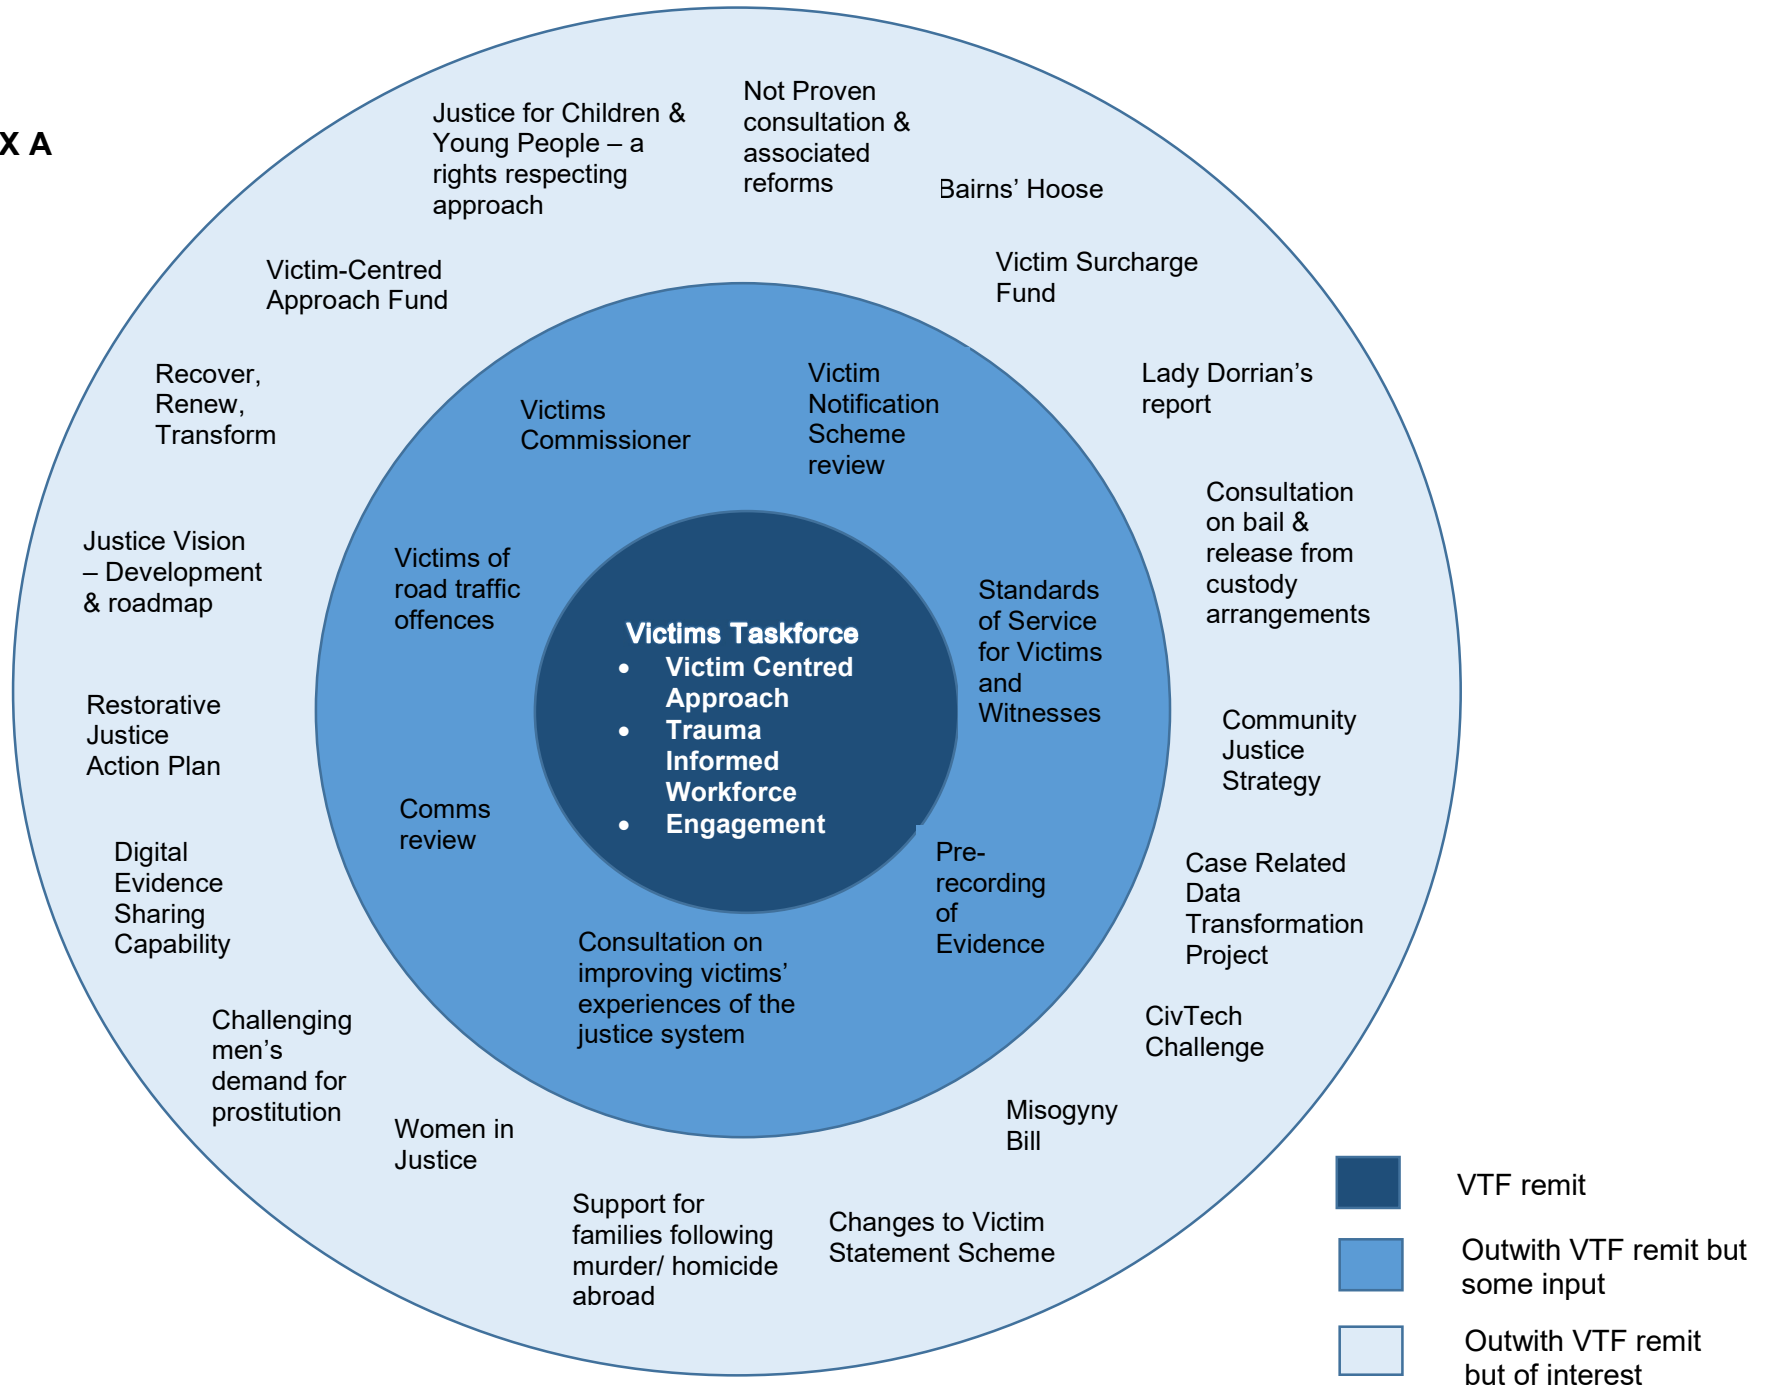 X A
Justice for Children &
Young People – a
rights respecting
approach
Not Proven
consultation &
associated
reforms
Bairns’ Hoose
Victim-Centred
Approach Fund
Victim Surcharge
Fund
Recover,
Renew,
Transform
Victims
Commissioner
Victim
Notification
Scheme
review
Lady Dorrian’s
report
Consultation
on bail &
release from
custody
arrangements
Justice Vision
– Development
& roadmap
Victims of
road traffic
offences
Victims Taskforce
• Victim Centred
Approach
• Trauma
Informed
Workforce
• Engagement
Standards
of Service
for Victims
and
Witnesses
Restorative
Justice
Action Plan
Community
Justice
Strategy
Comms
review
Pre-
recording
of
Evidence
Digital
Evidence
Sharing
Capability
Case Related
Data
Transformation
Project
Consultation on
improving victims’
experiences of the
justice system
Challenging
men’s
demand for
prostitution
CivTech
Challenge
Women in
Justice
Misogyny
Bill
Support for
families following
murder/ homicide
abroad
Changes to Victim
Statement Scheme
VTF remit
Outwith VTF remit but
some input
Outwith VTF remit
but of interest